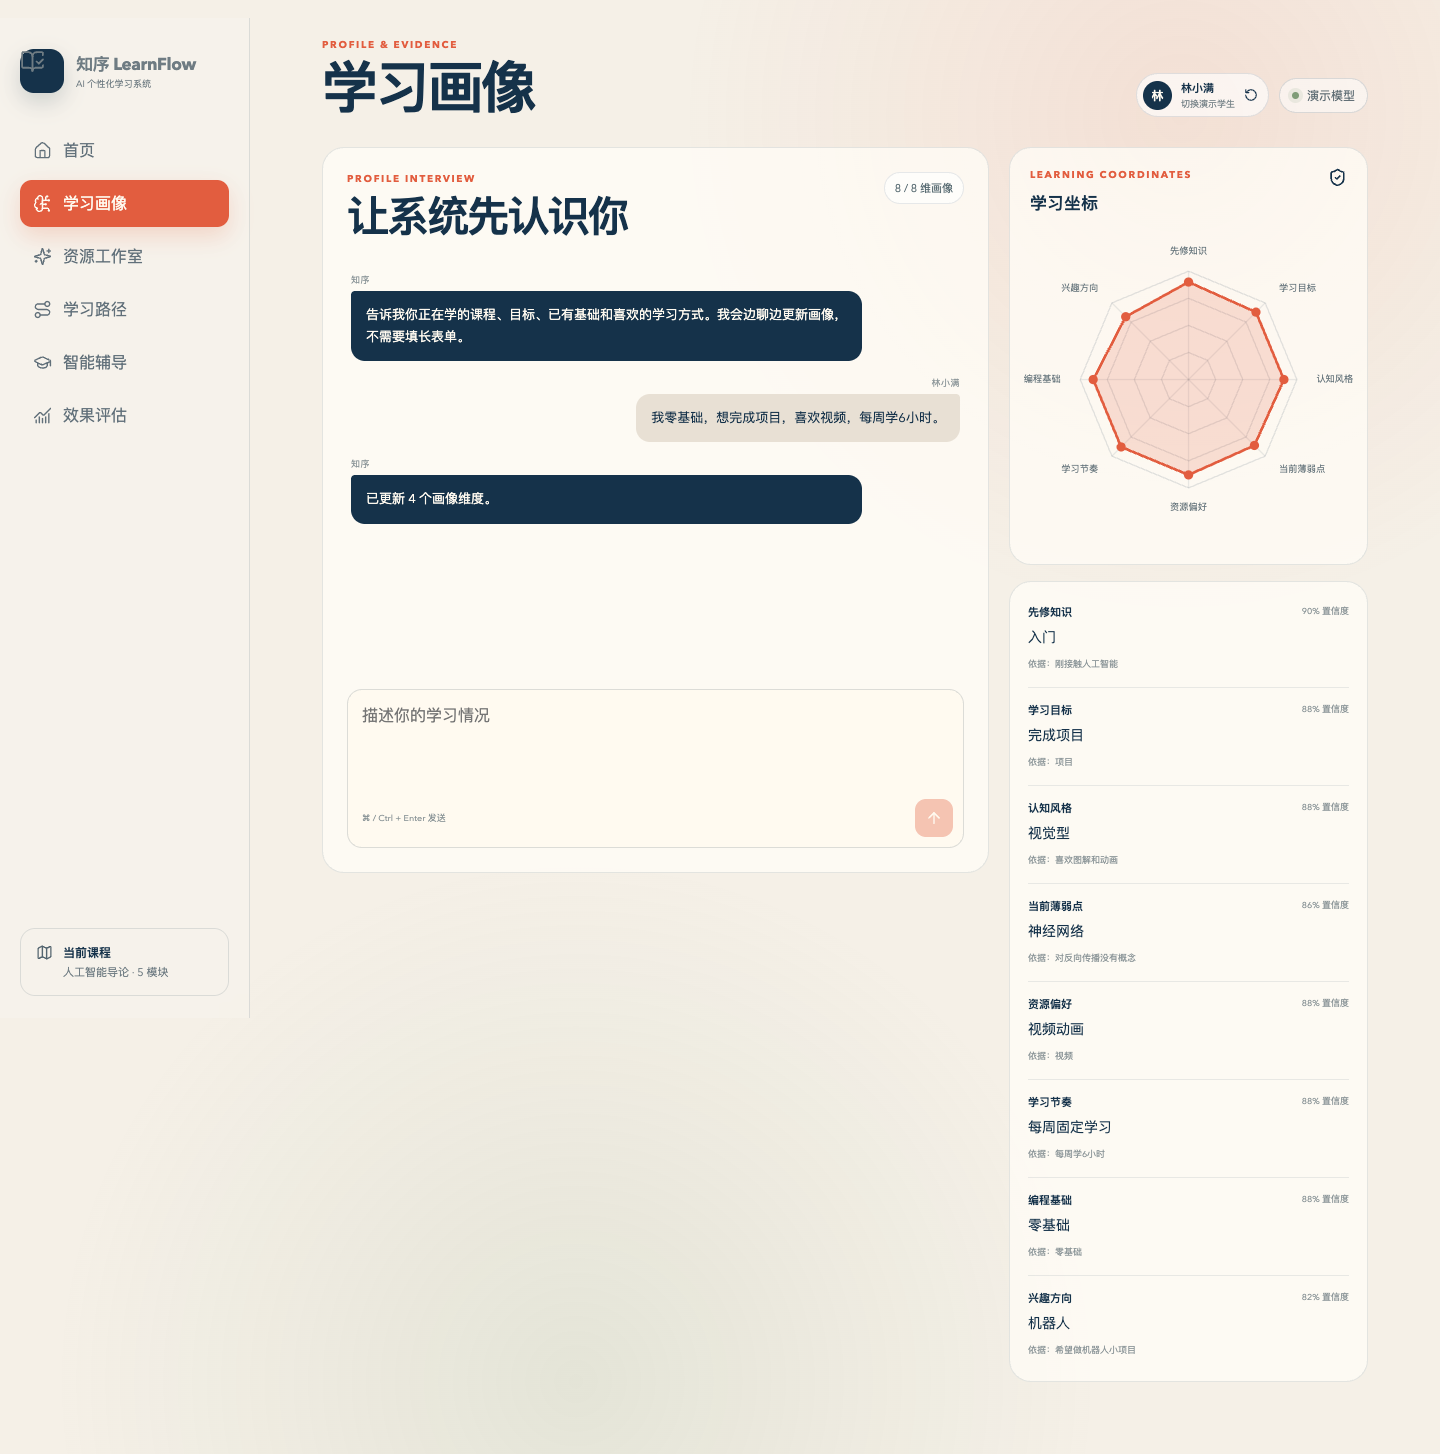 知序 LearnFlow
AI 个性化学习系统
首页
学习画像
资源工作室
学习路径
智能辅导
效果评估
当前课程
人工智能导论 · 5 模块
PROFILE & EVIDENCE
学习画像
林
林小满
切换演示学生
演示模型
PROFILE INTERVIEW
让系统先认识你
8 / 8 维画像
知序
告诉我你正在学的课程、目标、已有基础和喜欢的学习方式。我会边聊边更新画像，
不需要填长表单。
林小满
我零基础，想完成项目，喜欢视频，每周学6小时。
知序
已更新 4 个画像维度。
描述你的学习情况
⌘ / Ctrl + Enter 发送
LEARNING COORDINATES
学习坐标
先修知识
学习目标
认知风格
当前薄弱点
资源偏好
学习节奏
编程基础
兴趣方向
先修知识
90% 置信度
入门
依据：刚接触人工智能
学习目标
88% 置信度
完成项目
依据：项目
认知风格
88% 置信度
视觉型
依据：喜欢图解和动画
当前薄弱点
86% 置信度
神经网络
依据：对反向传播没有概念
资源偏好
88% 置信度
视频动画
依据：视频
学习节奏
88% 置信度
每周固定学习
依据：每周学6小时
编程基础
88% 置信度
零基础
依据：零基础
兴趣方向
82% 置信度
机器人
依据：希望做机器人小项目